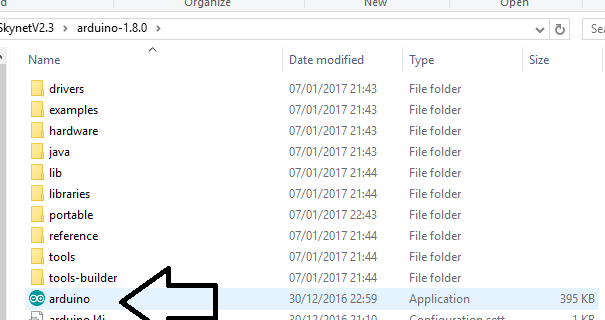 Organize New Open
SkynetV2.3 > arduino-1.8.0 > Sea
Name Date modified Type Size
drivers 07/01/2017 21:43 File folder
examples 07/01/2017 21:43 File folder
hardware 07/01/2017 21:43 File folder
java 07/01/2017 21:43 File folder
lib 07/01/2017 21:44 File folder
libraries 07/01/2017 21:44 File folder
portable 07/01/2017 22:43 File folder
reference 07/01/2017 21:44 File folder
tools 07/01/2017 21:44 File folder
tools-builder 07/01/2017 21:44 File folder
arduino 30/12/2016 22:59 Application 395 KB
arduino.l4j 30/12/2016 21:10 Configuration sett... 1 KB